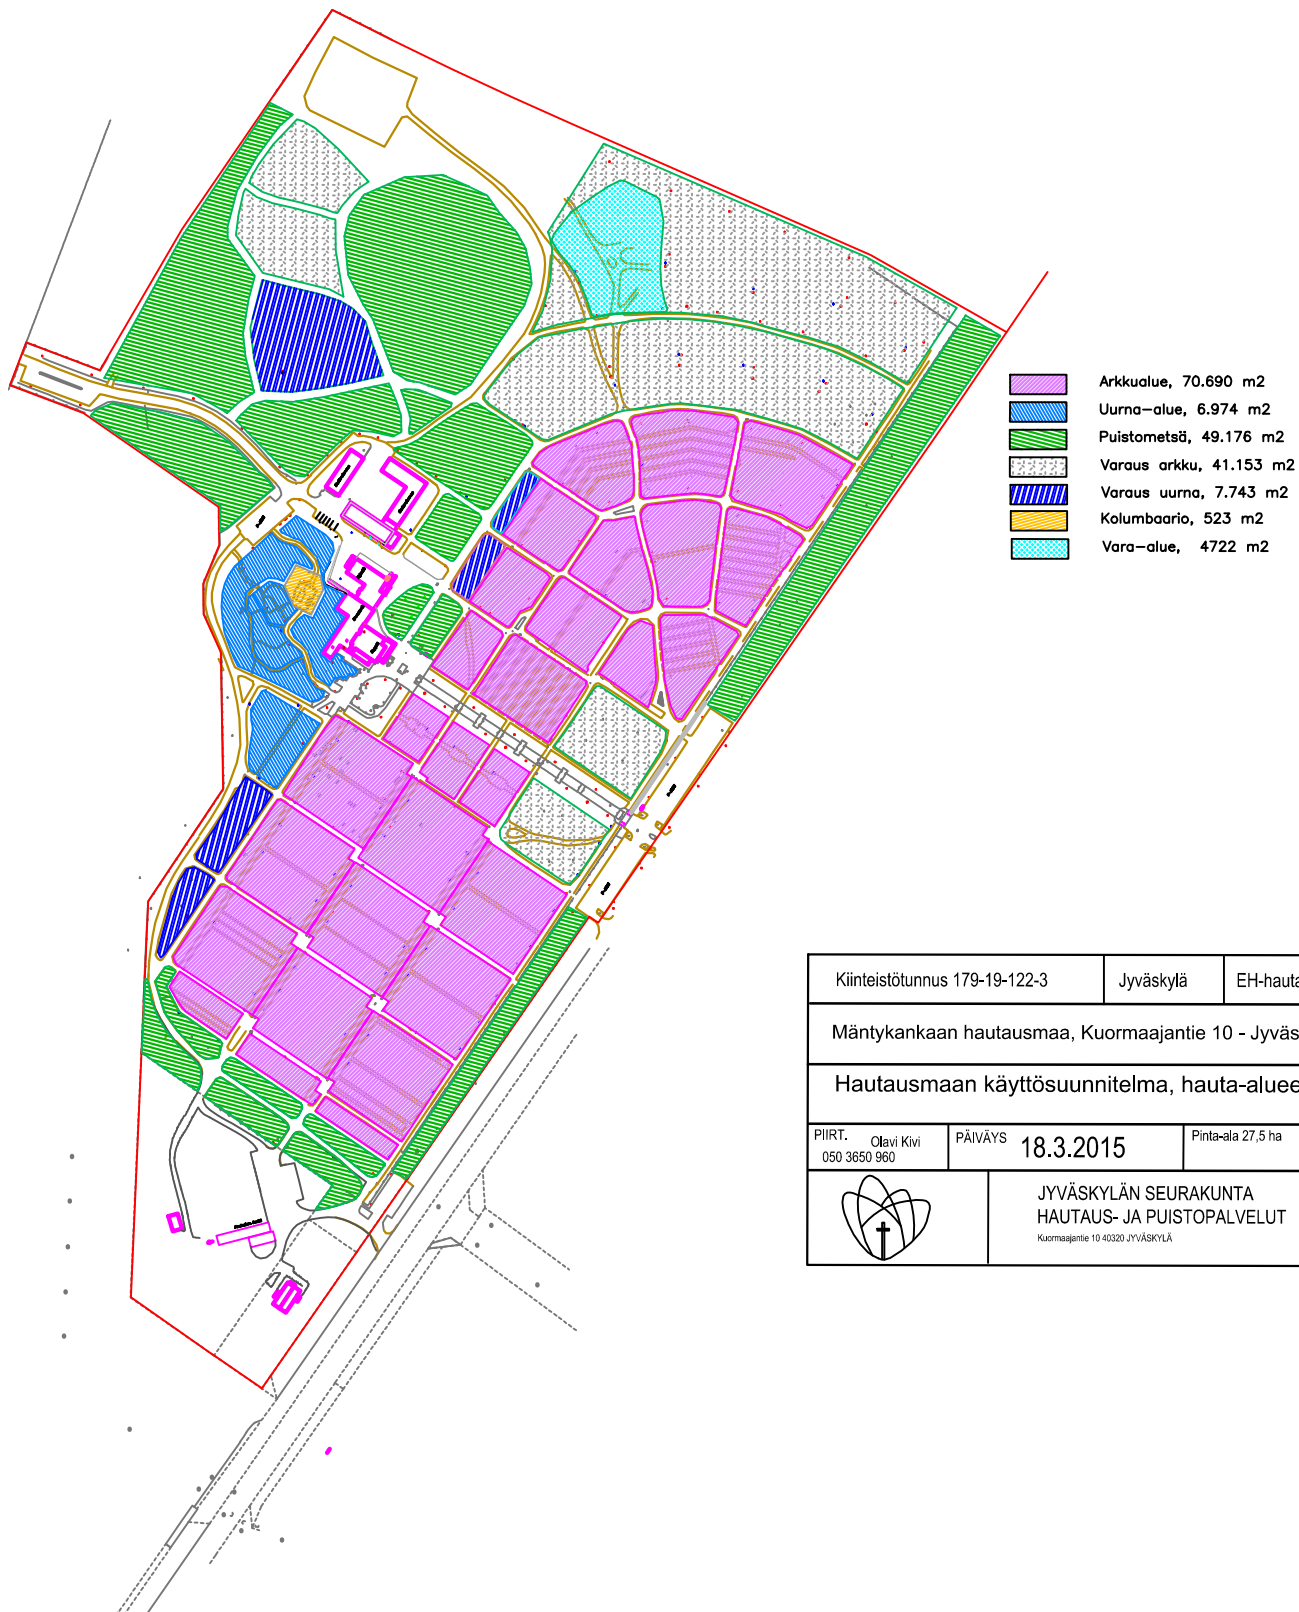 Arkkualue, 70.690 m2
Uurna-alue, 6.974 m2
Puistometsä, 49.176 m2
Varaus arkku, 41.153 m2
Varaus uurna, 7.743 m2
Kolumbaario, 523 m2
Vara-alue, 4722 m2
Kiinteistötunnus 179-19-122-3 Jyväskylä EH-hauta
Mäntykankaan hautausmaa, Kuormaajantie 10 - Jyväs
Hautausmaan käyttösuunnitelma, hauta-aluee
PIIRT. Olavi Kivi PÄIVÄYS 18.3.2015 Pinta-ala 27,5 ha
050 3650 960
JYVÄSKYLÄN SEURAKUNTA
HAUTAUS- JA PUISTOPALVELUT
Kuormaajantie 10 40320 JYVÄSKYLÄ